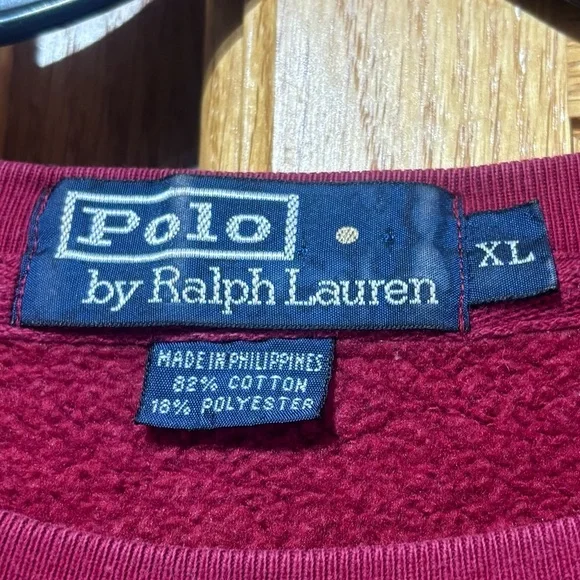 Polo
by Ralph Lauren
XL
MADE IN PHILIPPINES
82% COTTON
18% POLYESTER